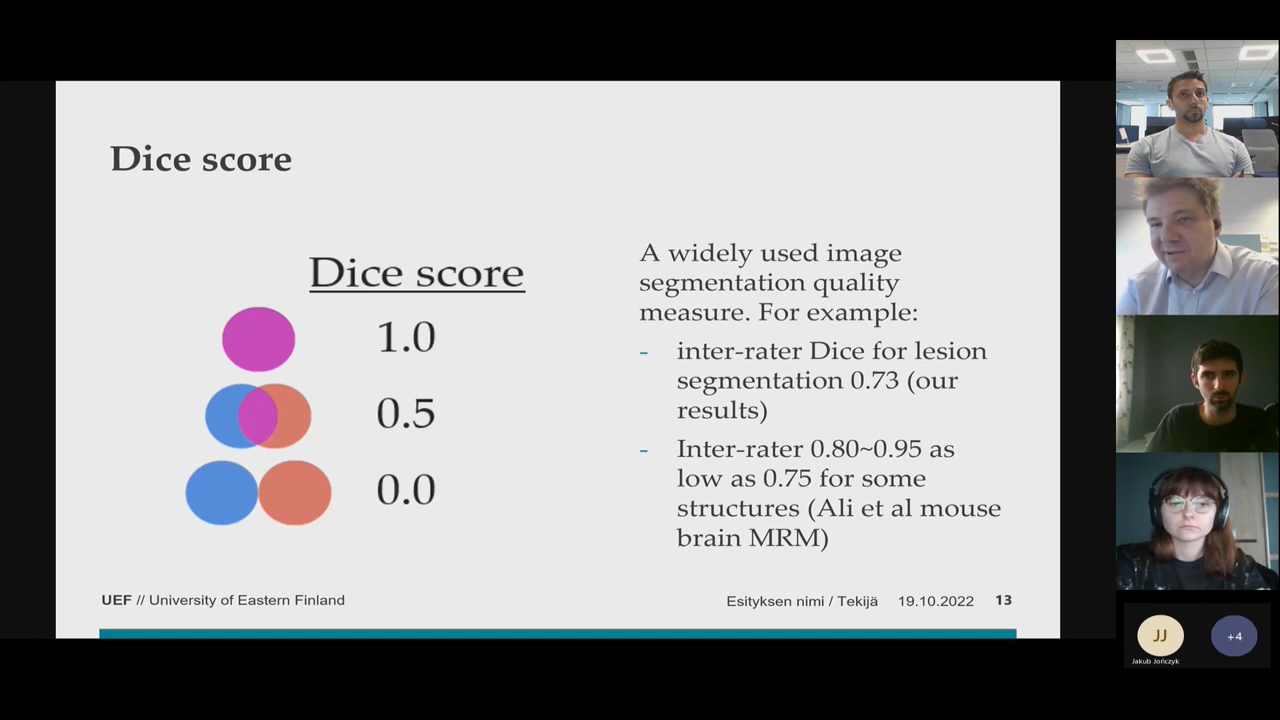 Dice score
Dice score
1.0
0.5
0.0
A widely used image
segmentation quality
measure. For example:
- inter-rater Dice for lesion
segmentation 0.73 (our
results)
- Inter-rater 0.80~0.95 as
low as 0.75 for some
structures (Ali et al mouse
brain MRM)
UEF // University of Eastern Finland
Esityksen nimi / Tekijä 19.10.2022 13
JJ
+4
Jakub Jończyk